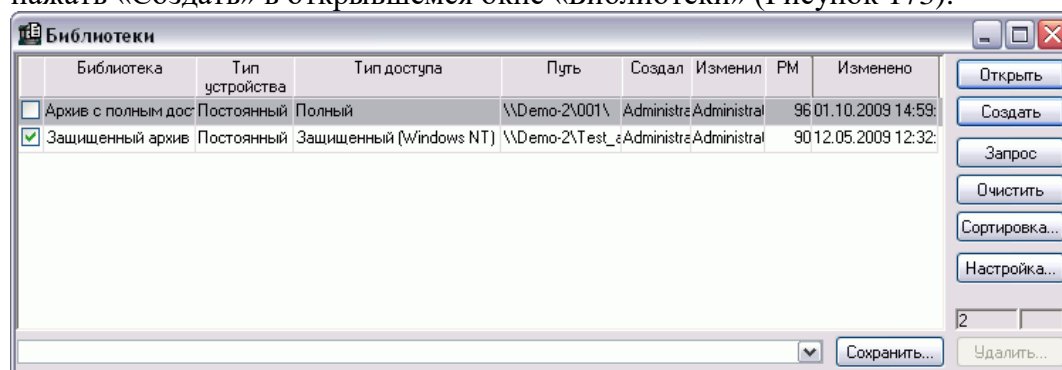 нажать «Создать» в открывшемся окне «Библиотеки» (Рисунок 173).
Библиотеки
Библиотека Тип устройства Тип доступа Путь Создал Изменил РМ Изменено
Архив с полным дос Постоянный Полный \\Demo-2\001\ Administra Administrat 96 01.10.2009 14:59:
Защищенный архив Постоянный Защищенный (Windows NT) \\Demo-2\Test_a Administra Administrat 90 12.05.2009 12:32:
Открыть
Создать
Запрос
Очистить
Сортировка...
Настройка...
2
Сохранить... Удалить...